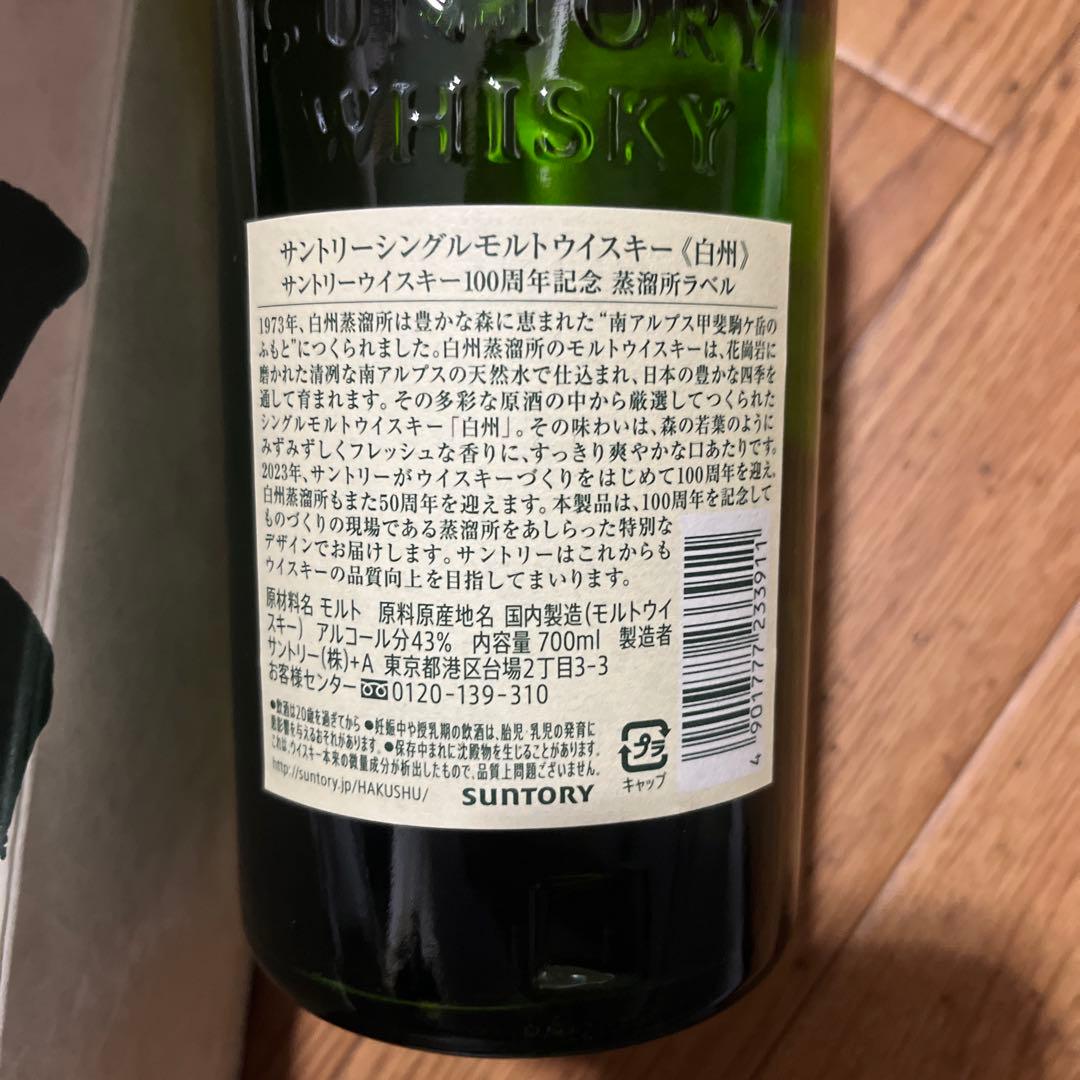 SUNTORY
WHISKY
サントリーシングルモルトウイスキー《白州》
サントリーウイスキー100周年記念 蒸溜所ラベル
1973年、白州蒸溜所は豊かな森に恵まれた“南アルプス甲斐駒ケ岳の
ふもと”につくられました。白州蒸溜所のモルトウイスキーは、花崗岩に
磨かれた清冽な南アルプスの天然水で仕込まれ、日本の豊かな四季を
通して育まれます。その多彩な原酒の中から厳選してつくられた
シングルモルトウイスキー「白州」。その味わいは、森の若葉のように
みずみずしくフレッシュな香りに、すっきり爽やかな口あたりです。
2023年、サントリーがウイスキーづくりをはじめて100周年を迎え、
白州蒸溜所もまた50周年を迎えます。本製品は、100周年を記念して
ものづくりの現場である蒸溜所をあしらった特別な
デザインでお届けします。サントリーはこれからも
ウイスキーの品質向上を目指してまいります。
原材料名 モルト 原料原産地名 国内製造(モルトウイ
スキー) アルコール分43% 内容量 700ml 製造者
サントリー(株)+A 東京都港区台場2丁目3-3
お客様センター 0120-139-310
●飲酒は20歳を過ぎてから ●妊娠中や授乳期の飲酒は、胎児・乳児の発育に
悪影響を与えるおそれがあります。●保存中まれに沈殿物を生じることがあります。
これは、ウイスキー本来の微量成分が析出したもので、品質上問題ございません。
http://suntory.jp/HAKUSHU/
SUNTORY
プラ
キャップ
4 901777 233911